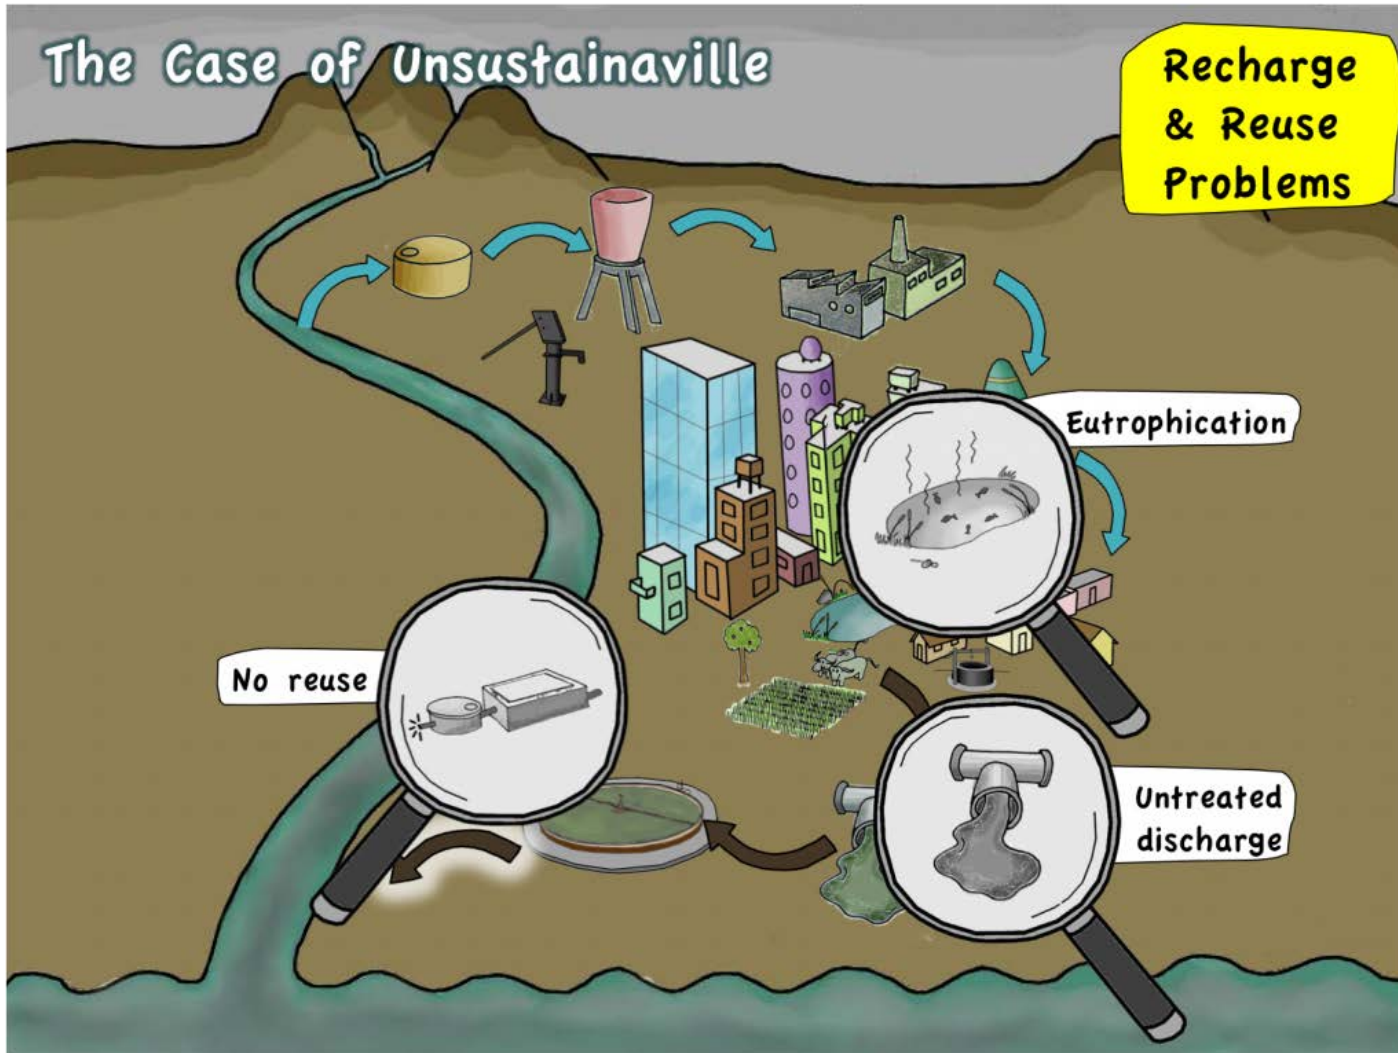 The Case of Unsustainaville
Recharge
& Reuse
Problems
Eutrophication
No reuse
Untreated
discharge